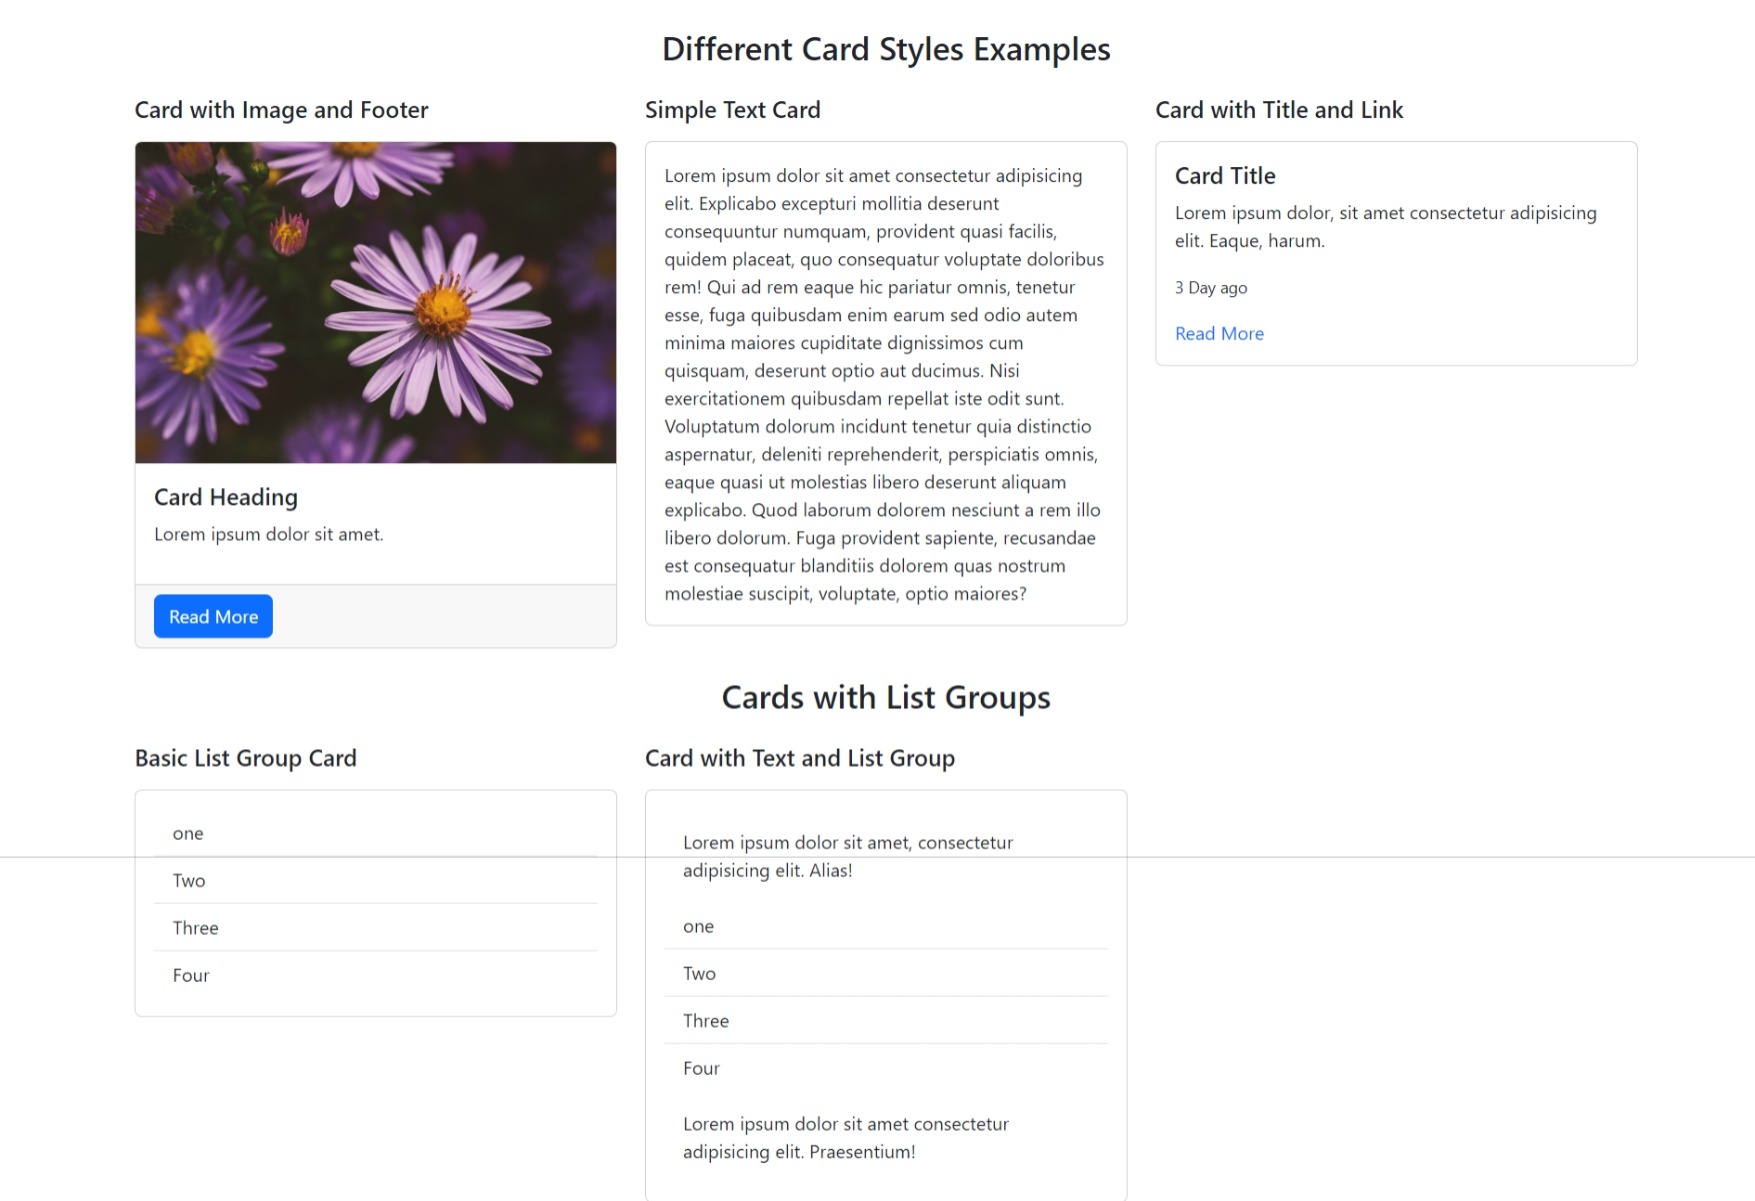 Different Card Styles Examples
Card with Image and Footer
Card Heading
Lorem ipsum dolor sit amet.
Read More
Simple Text Card
Lorem ipsum dolor sit amet consectetur adipisicing
elit. Explicabo excepturi mollitia deserunt
consequuntur numquam, provident quasi facilis,
quidem placeat, quo consequatur voluptate doloribus
rem! Qui ad rem eaque hic pariatur omnis, tenetur
esse, fuga quibusdam enim earum sed odio autem
minima maiores cupiditate dignissimos cum
quisquam, deserunt optio aut ducimus. Nisi
exercitationem quibusdam repellat iste odit sunt.
Voluptatum dolorum incidunt tenetur quia distinctio
aspernatur, deleniti reprehenderit, perspiciatis omnis,
eaque quasi ut molestias libero deserunt aliquam
explicabo. Quod laborum dolorem nesciunt a rem illo
libero dolorum. Fuga provident sapiente, recusandae
est consequatur blanditiis dolorem quas nostrum
molestiae suscipit, voluptate, optio maiores?
Card with Title and Link
Card Title
Lorem ipsum dolor, sit amet consectetur adipisicing
elit. Eaque, harum.
3 Day ago
Read More
Cards with List Groups
Basic List Group Card
one
Two
Three
Four
Card with Text and List Group
Lorem ipsum dolor sit amet, consectetur
adipisicing elit. Alias!
one
Two
Three
Four
Lorem ipsum dolor sit amet consectetur
adipisicing elit. Praesentium!